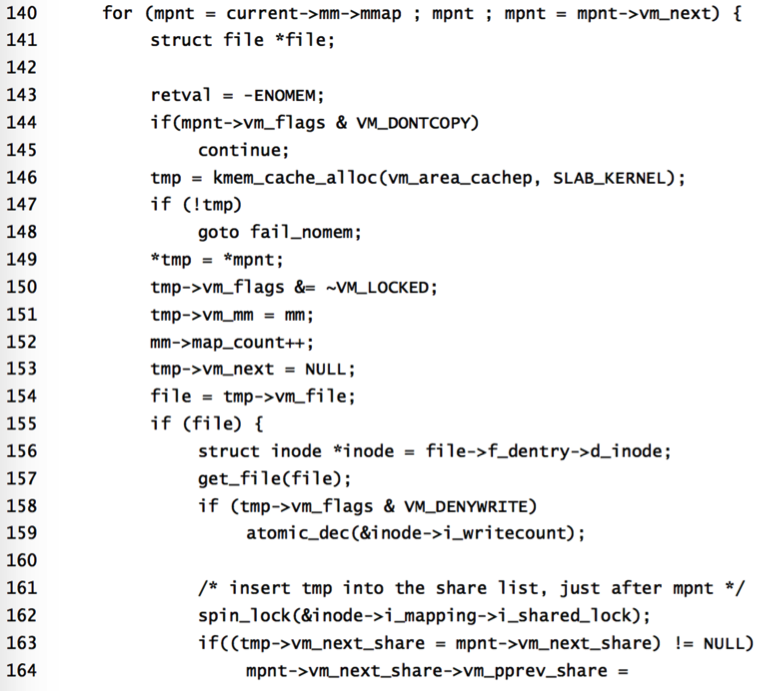 140 for (mpnt = current->mm->mmap ; mpnt ; mpnt = mpnt->vm_next) {
141 struct file *file;
142
143 retval = -ENOMEM;
144 if(mpnt->vm_flags & VM_DONTCOPY)
145 continue;
146 tmp = kmem_cache_alloc(vm_area_cachep, SLAB_KERNEL);
147 if (!tmp)
148 goto fail_nomem;
149 *tmp = *mpnt;
150 tmp->vm_flags &= ~VM_LOCKED;
151 tmp->vm_mm = mm;
152 mm->map_count++;
153 tmp->vm_next = NULL;
154 file = tmp->vm_file;
155 if (file) {
156 struct inode *inode = file->f_dentry->d_inode;
157 get_file(file);
158 if (tmp->vm_flags & VM_DENYWRITE)
159 atomic_dec(&inode->i_writecount);
160
161 /* insert tmp into the share list, just after mpnt */
162 spin_lock(&inode->i_mapping->i_shared_lock);
163 if((tmp->vm_next_share = mpnt->vm_next_share) != NULL)
164 mpnt->vm_next_share->vm_pprev_share =